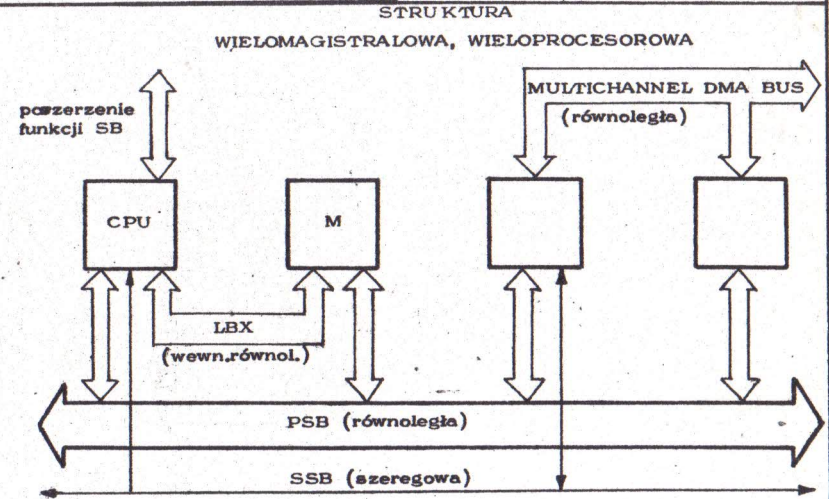 STRUKTURA
WIELOMAGISTRALOWA, WIELOPROCESOROWA
poszerzenie
funkcji SB
MULTICHANNEL DMA BUS
(równoległa)
CPU
M
LBX
(wewn.równol.)
PSB (równoległa)
SSB (szeregowa)